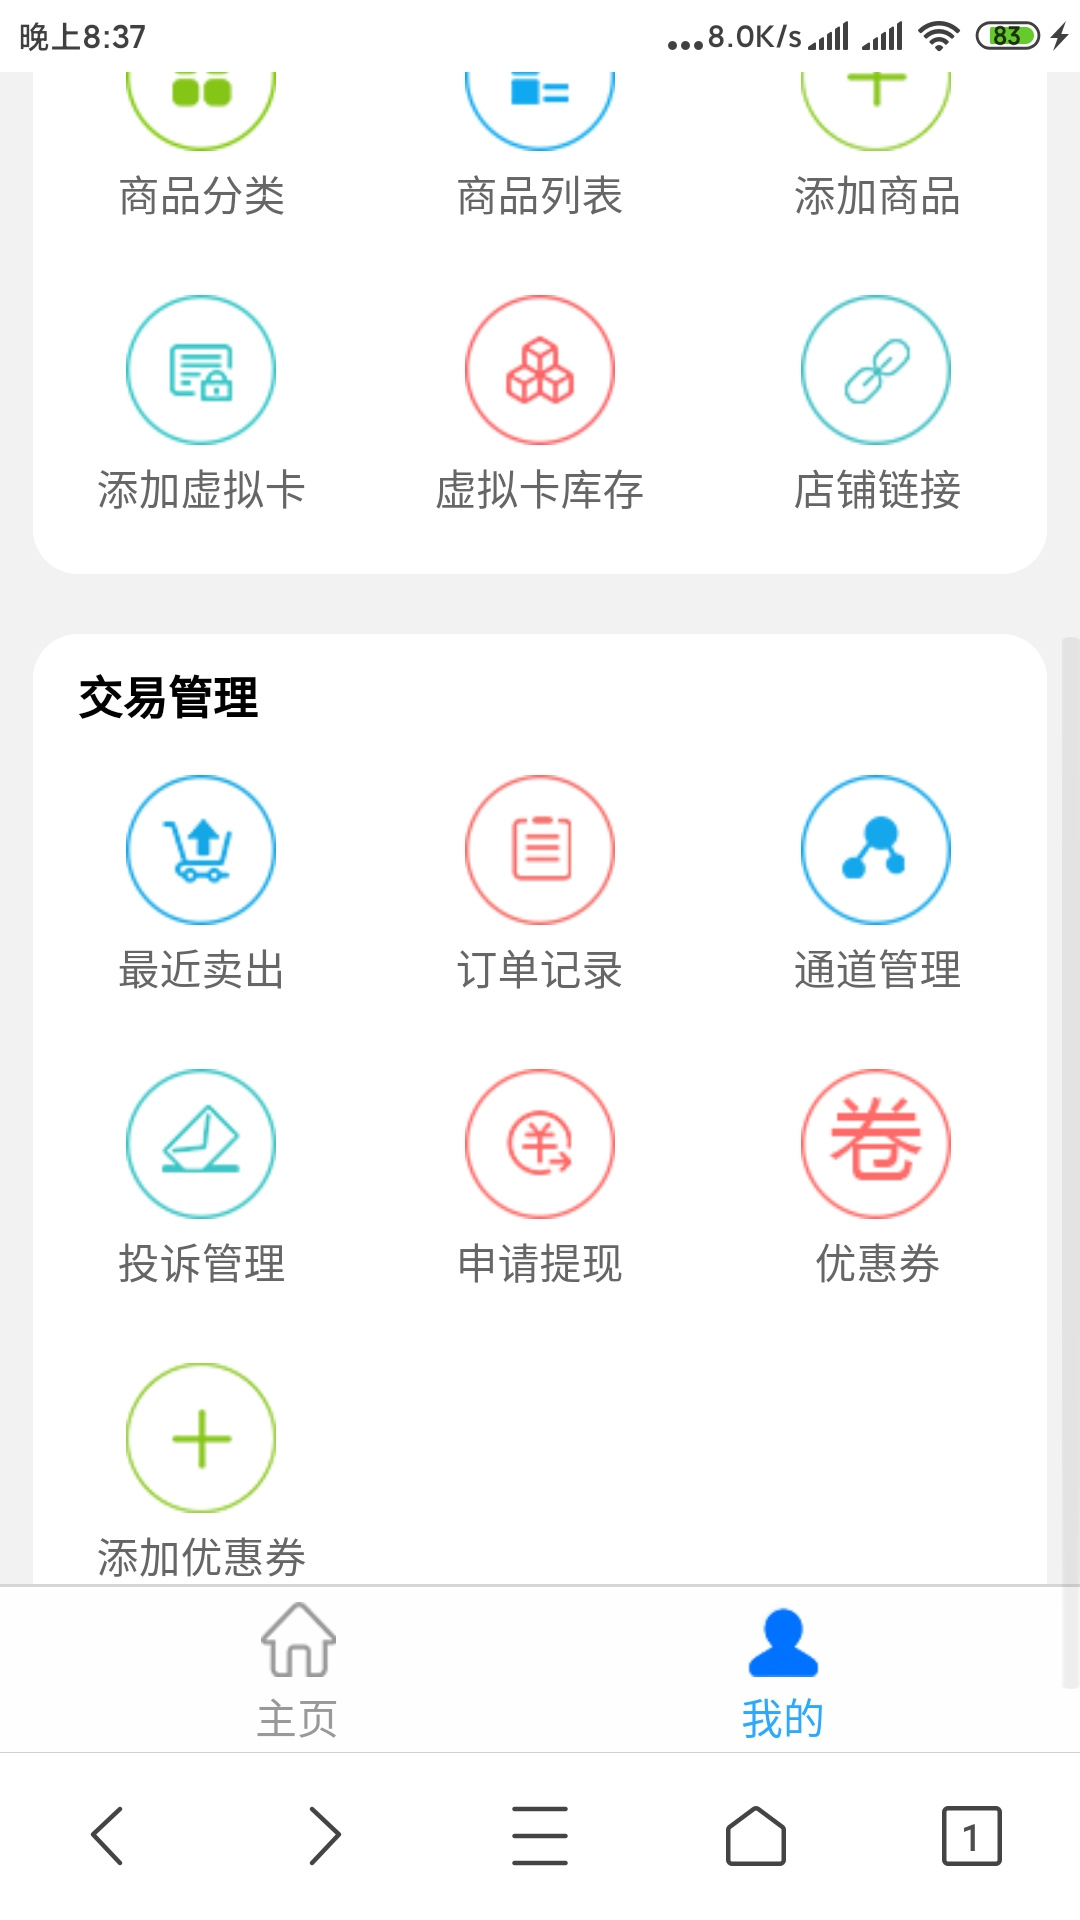 晚上8:37 ...8.0K/s 83
商品分类 商品列表 添加商品
添加虚拟卡 虚拟卡库存 店铺链接
交易管理
最近卖出 订单记录 通道管理
卷
投诉管理 申请提现 优惠券
添加优惠券
主页 我的
1